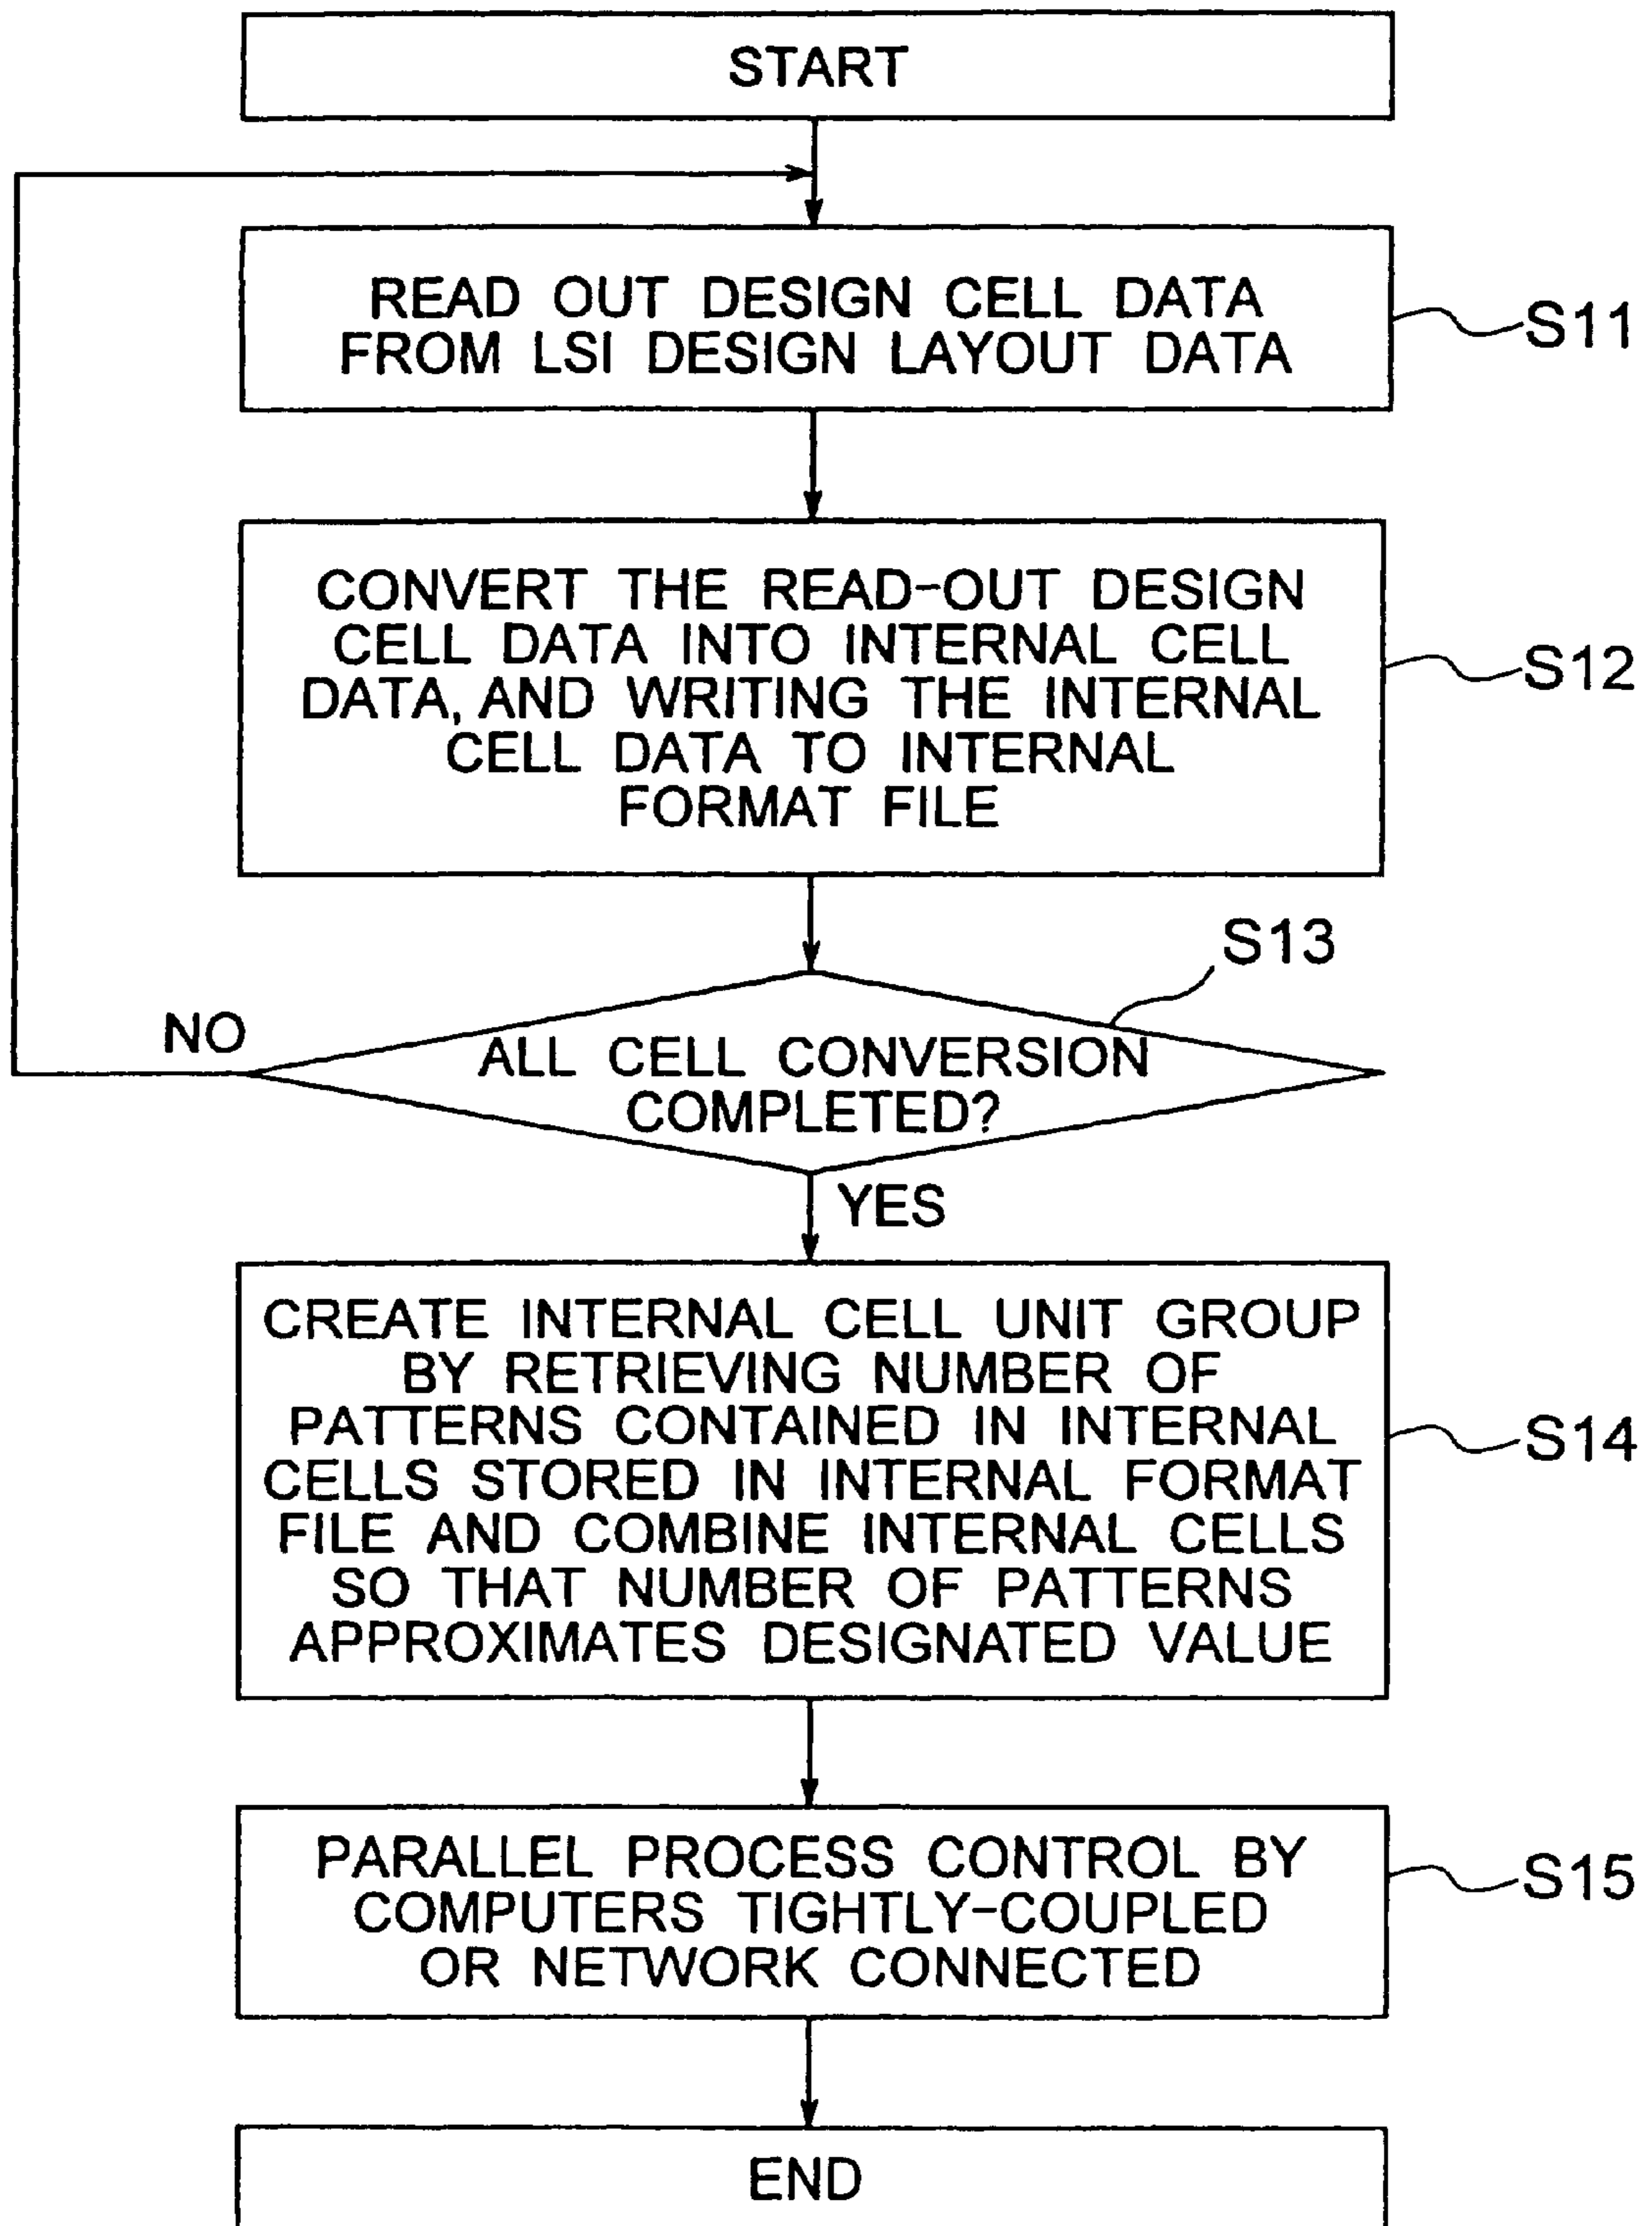 START
READ OUT DESIGN CELL DATA
FROM LSI DESIGN LAYOUT DATA
S11
CONVERT THE READ-OUT DESIGN
CELL DATA INTO INTERNAL CELL
DATA, AND WRITING THE INTERNAL
CELL DATA TO INTERNAL
FORMAT FILE
S12
S13
NO
ALL CELL CONVERSION
COMPLETED?
YES
CREATE INTERNAL CELL UNIT GROUP
BY RETRIEVING NUMBER OF
PATTERNS CONTAINED IN INTERNAL
CELLS STORED IN INTERNAL FORMAT
FILE AND COMBINE INTERNAL CELLS
SO THAT NUMBER OF PATTERNS
APPROXIMATES DESIGNATED VALUE
S14
PARALLEL PROCESS CONTROL BY
COMPUTERS TIGHTLY-COUPLED
OR NETWORK CONNECTED
S15
END